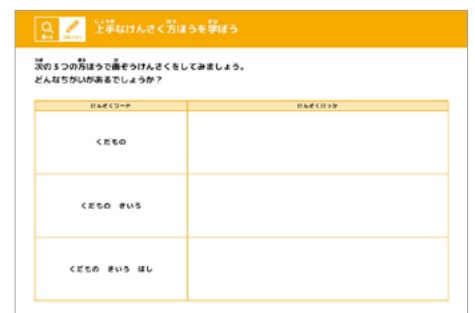 上手なけんさく方ほうを学ぼう
次の3つの方ほうで画ぞうけんさくをしてみましょう。
どんなちがいがあるでしょうか?
けんさくワード
けんさくけっか
くだもの
くだもの きいろ
くだもの きいろ ほし